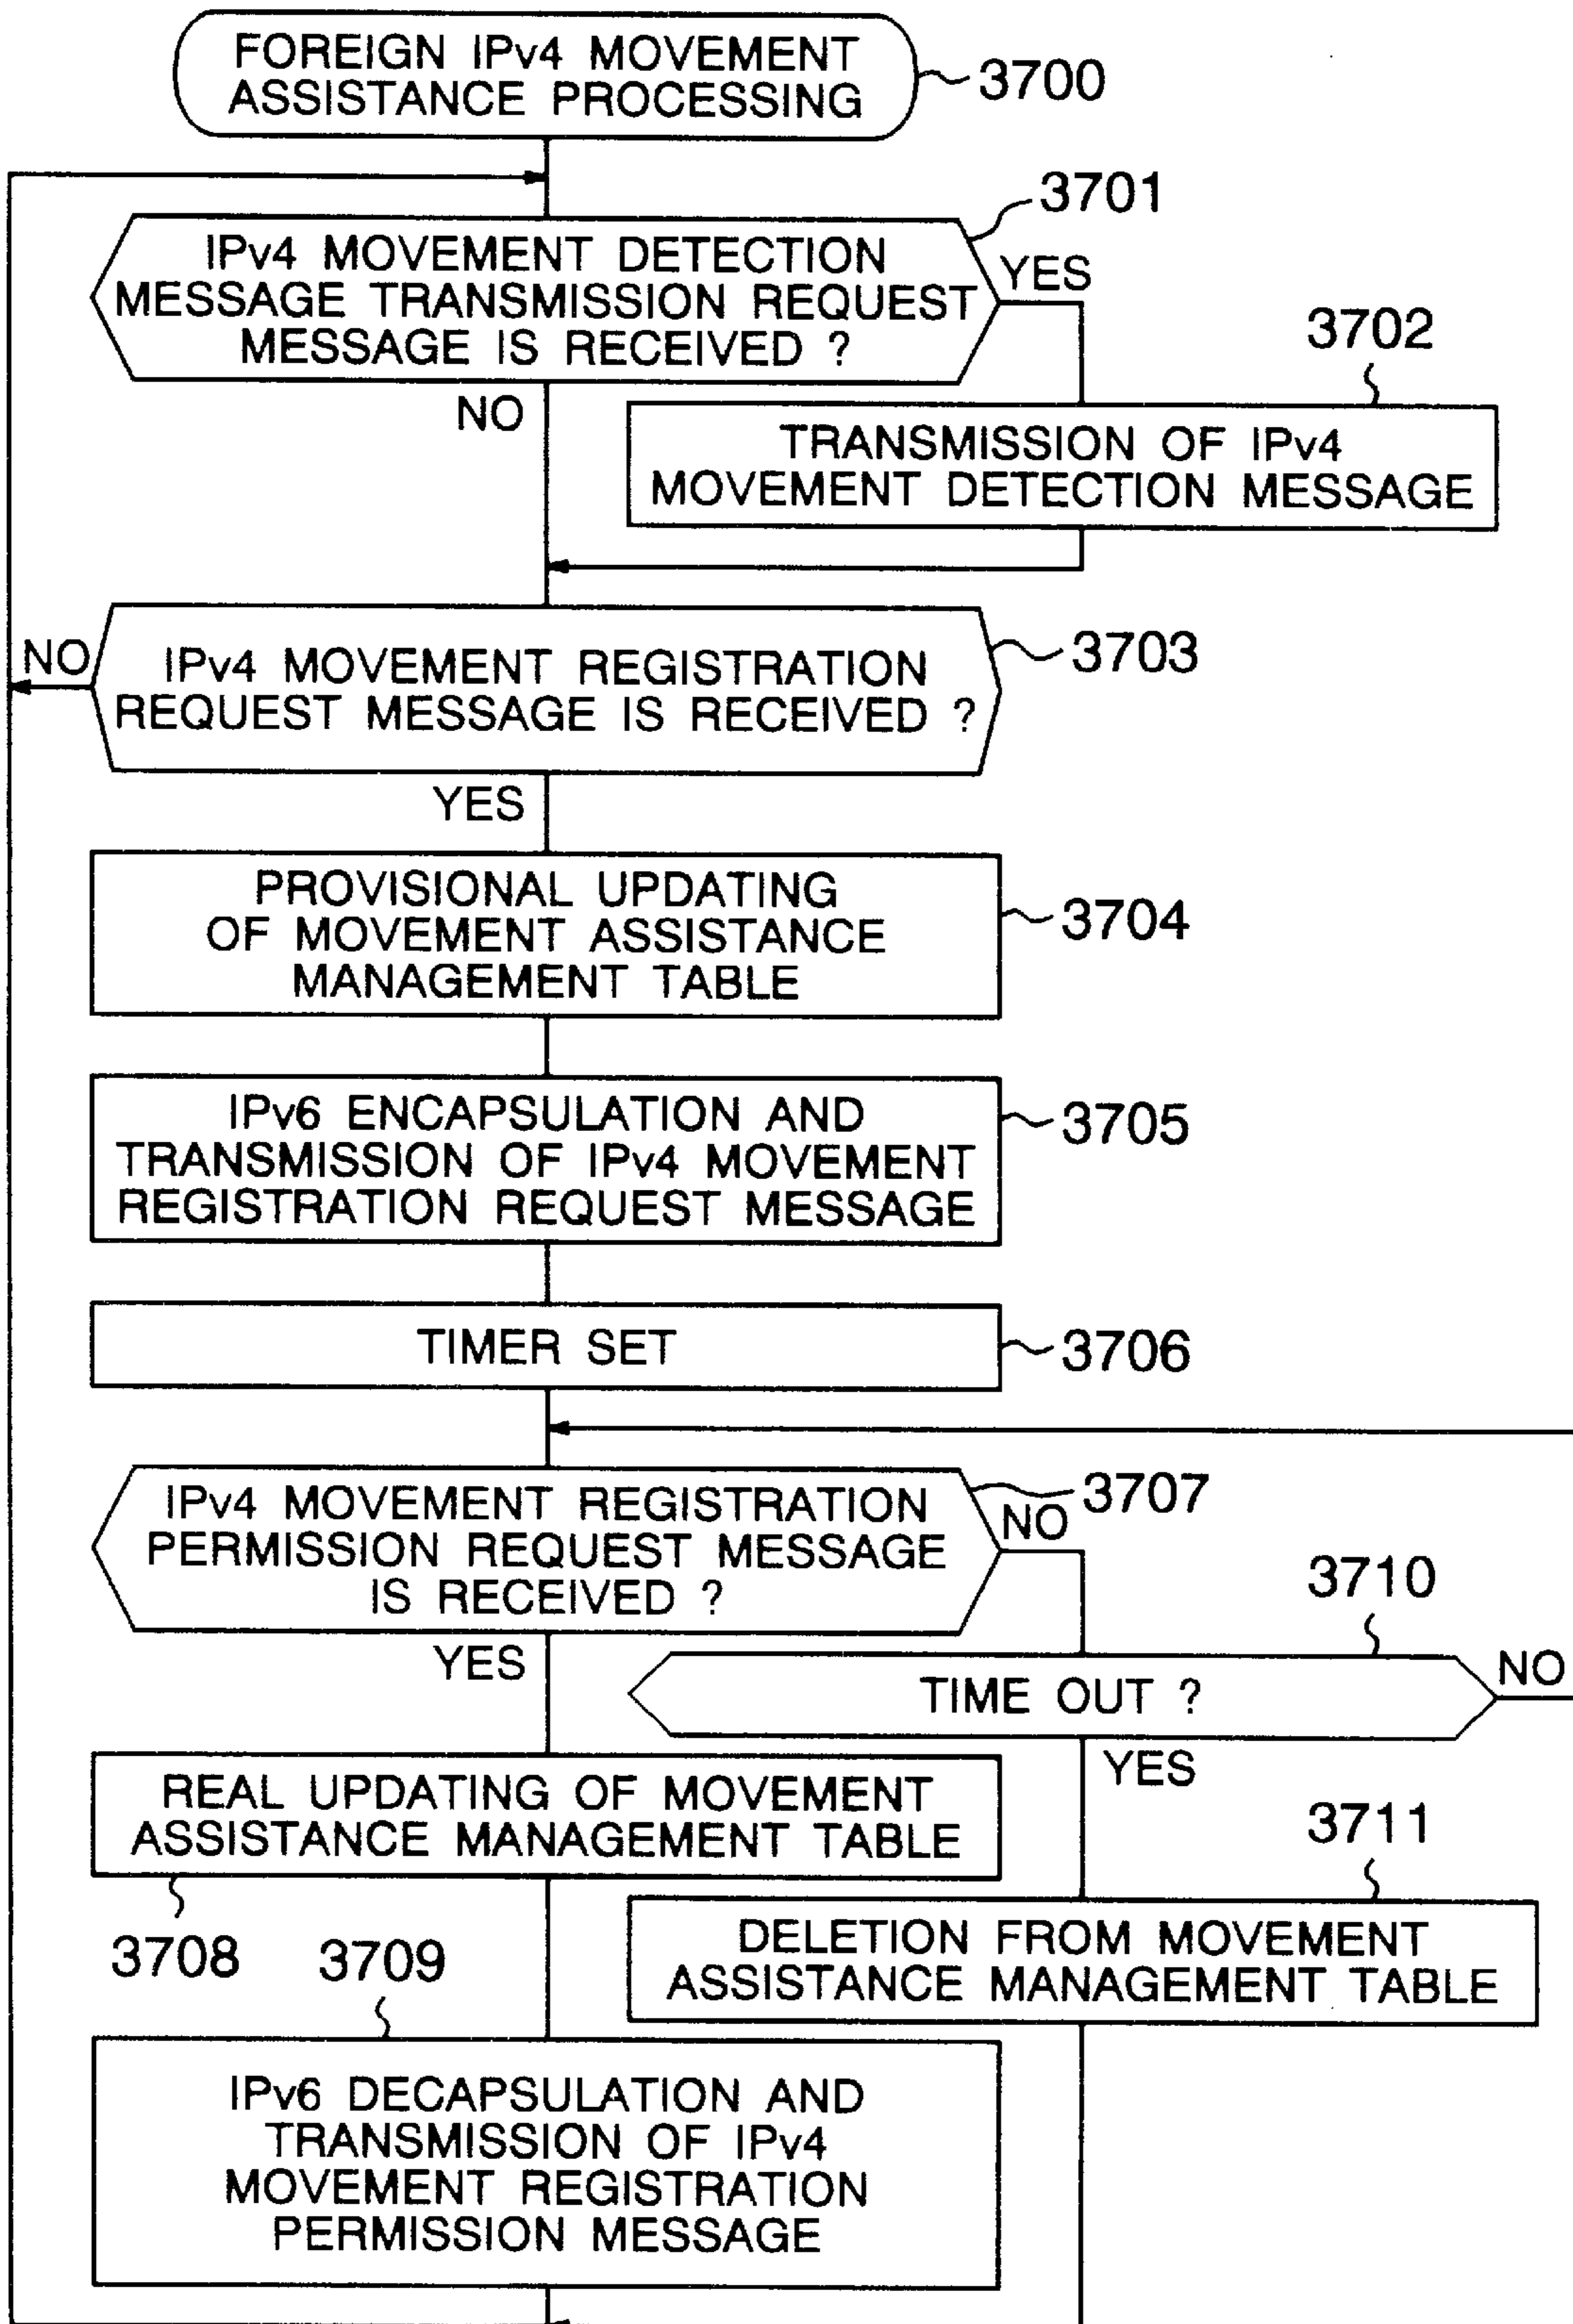 FOREIGN IPv4 MOVEMENT
ASSISTANCE PROCESSING
3700
3701
IPv4 MOVEMENT DETECTION
MESSAGE TRANSMISSION REQUEST
MESSAGE IS RECEIVED ?
YES
3702
NO
TRANSMISSION OF IPv4
MOVEMENT DETECTION MESSAGE
NO
IPv4 MOVEMENT REGISTRATION
REQUEST MESSAGE IS RECEIVED ?
3703
YES
PROVISIONAL UPDATING
OF MOVEMENT ASSISTANCE
MANAGEMENT TABLE
3704
IPv6 ENCAPSULATION AND
TRANSMISSION OF IPv4 MOVEMENT
REGISTRATION REQUEST MESSAGE
3705
TIMER SET
3706
IPv4 MOVEMENT REGISTRATION
PERMISSION REQUEST MESSAGE
IS RECEIVED ?
3707
NO
3710
YES
TIME OUT ?
NO
YES
REAL UPDATING OF MOVEMENT
ASSISTANCE MANAGEMENT TABLE
3711
3708
3709
DELETION FROM MOVEMENT
ASSISTANCE MANAGEMENT TABLE
IPv6 DECAPSULATION AND
TRANSMISSION OF IPv4
MOVEMENT REGISTRATION
PERMISSION MESSAGE